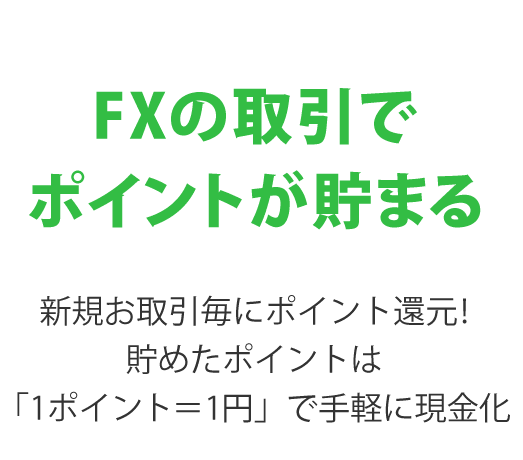 FXの取引で
ポイントが貯まる
新規お取引毎にポイント還元!
貯めたポイントは
「1ポイント＝1円」で手軽に現金化